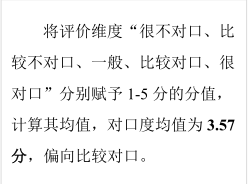 将评价维度“很不对口、比
较不对口、一般、比较对口、很
对口”分别赋予 1-5 分的分值，
计算其均值，对口度均值为 3.57
分，偏向比较对口。